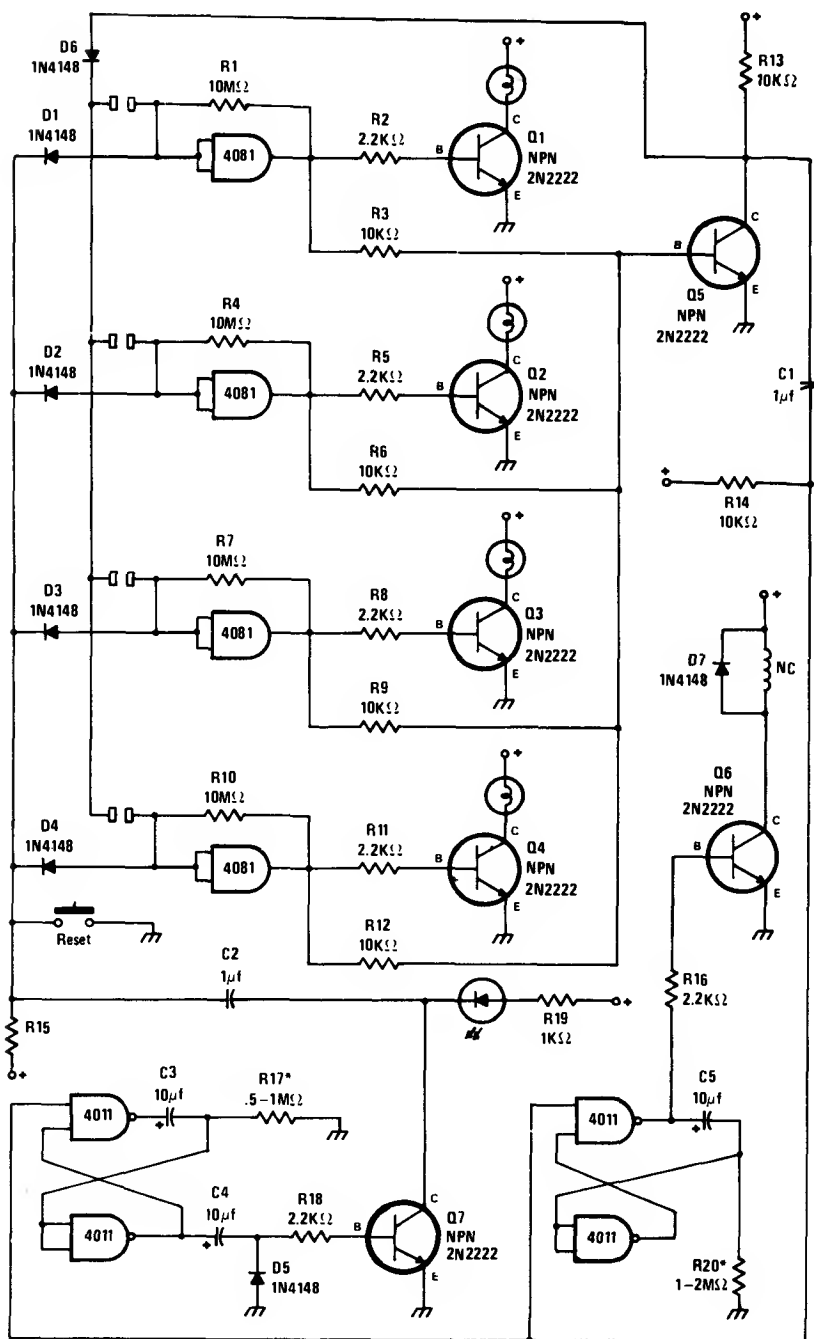 D6
1N4148
R1
10MΩ
+
+
R13
10KΩ
D1
1N4148
4081
R2
2.2KΩ
B
C
E
Q1
NPN
2N2222
R3
10KΩ
B
C
E
Q5
NPN
2N2222
R4
10MΩ
+
D2
1N4148
4081
R5
2.2KΩ
B
C
E
Q2
NPN
2N2222
C1
1μf
R6
10KΩ
+
R14
10KΩ
R7
10MΩ
+
D3
1N4148
4081
R8
2.2KΩ
B
C
E
Q3
NPN
2N2222
+
D7
1N4148
NC
R9
10KΩ
R10
10MΩ
+
D4
1N4148
4081
R11
2.2KΩ
B
C
E
Q4
NPN
2N2222
Q6
NPN
2N2222
B
C
E
Reset
R12
10KΩ
C2
1μf
R19
1KΩ
+
R16
2.2KΩ
R15
+
4011
C3
10μf
+
R17*
.5-1MΩ
4011
C5
10μf
+
4011
C4
10μf
+
R18
2.2KΩ
B
C
E
Q7
NPN
2N2222
D5
1N4148
4011
R20*
1-2MΩ